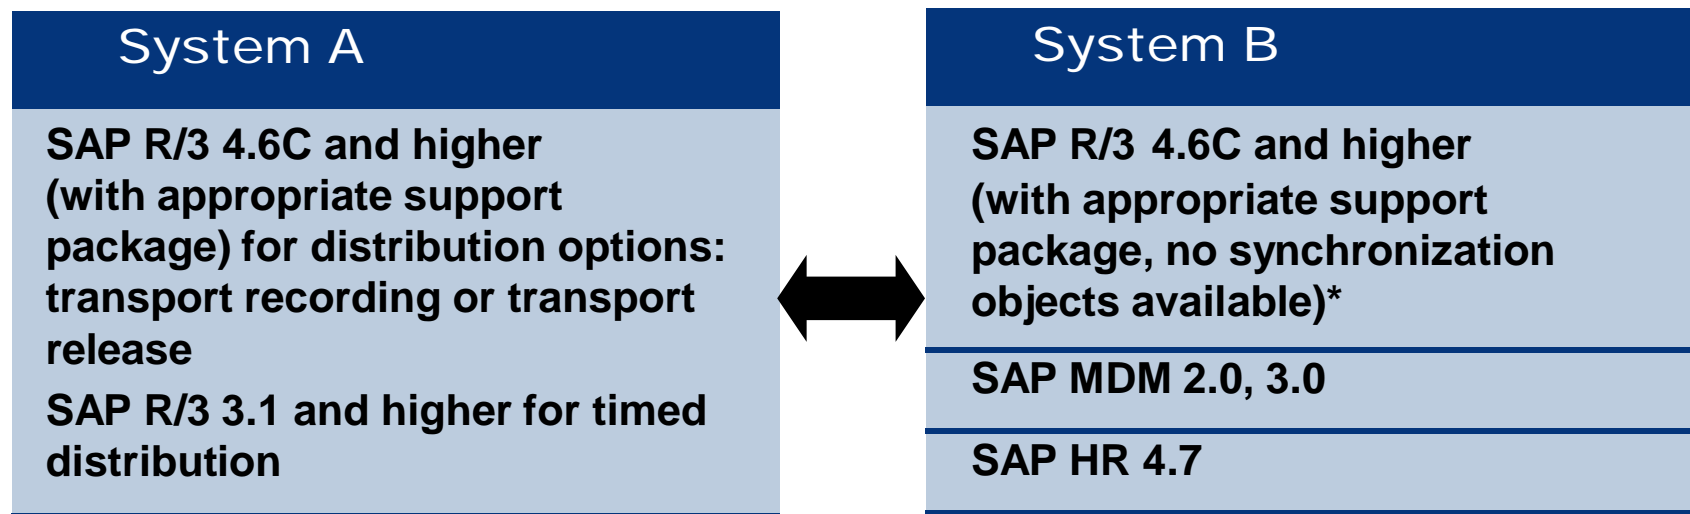 System A
SAP R/3 4.6C and higher
(with appropriate support
package) for distribution options:
transport recording or transport
release
SAP R/3 3.1 and higher for timed
distribution
System B
SAP R/3 4.6C and higher
(with appropriate support
package, no synchronization
objects available)*
SAP MDM 2.0, 3.0
SAP HR 4.7